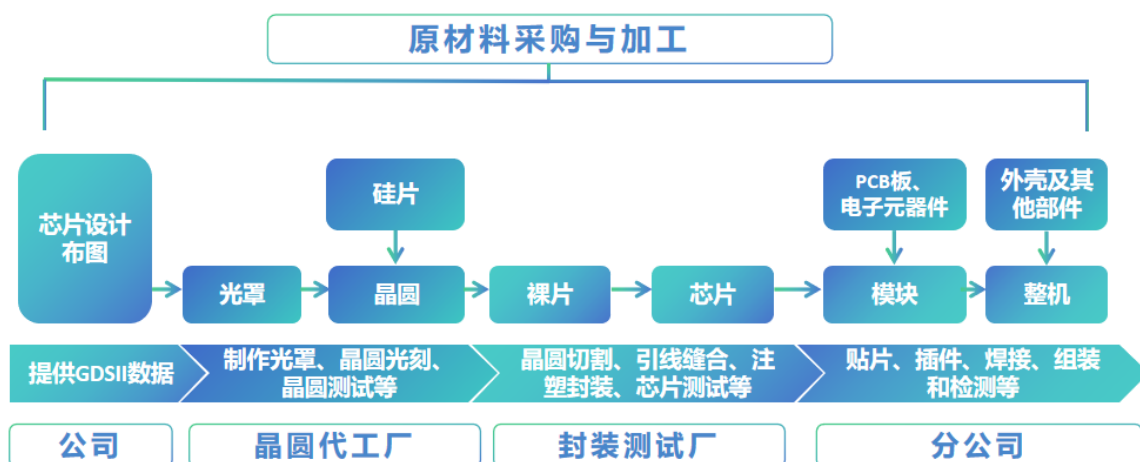 原材料采购与加工
芯片设计
布图
硅片
PCB板、
电子元器件
外壳及其
他部件
光罩
晶圆
裸片
芯片
模块
整机
提供GDSII数据
制作光罩、晶圆光刻、
晶圆测试等
晶圆切割、引线缝合、注
塑封装、芯片测试等
贴片、插件、焊接、组装
和检测等
公司
晶圆代工厂
封装测试厂
分公司